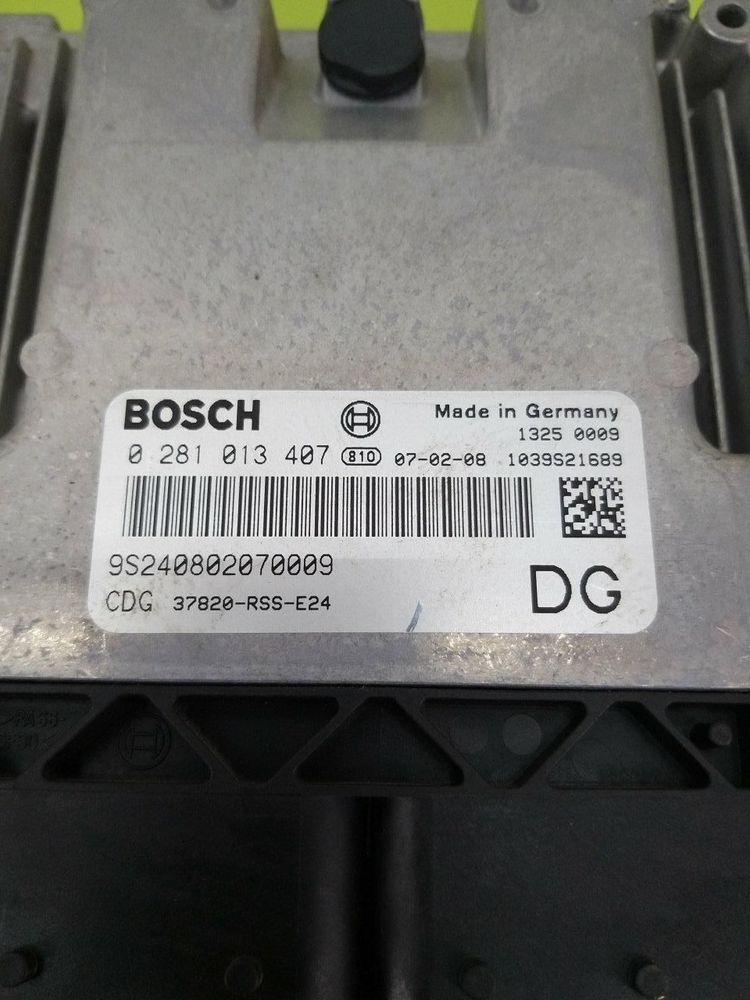 BOSCH Made in Germany
1325 0009
0 281 013 407 810 07-02-08 1039S21689
9S240802070009
CDG 37820-RSS-E24 DG